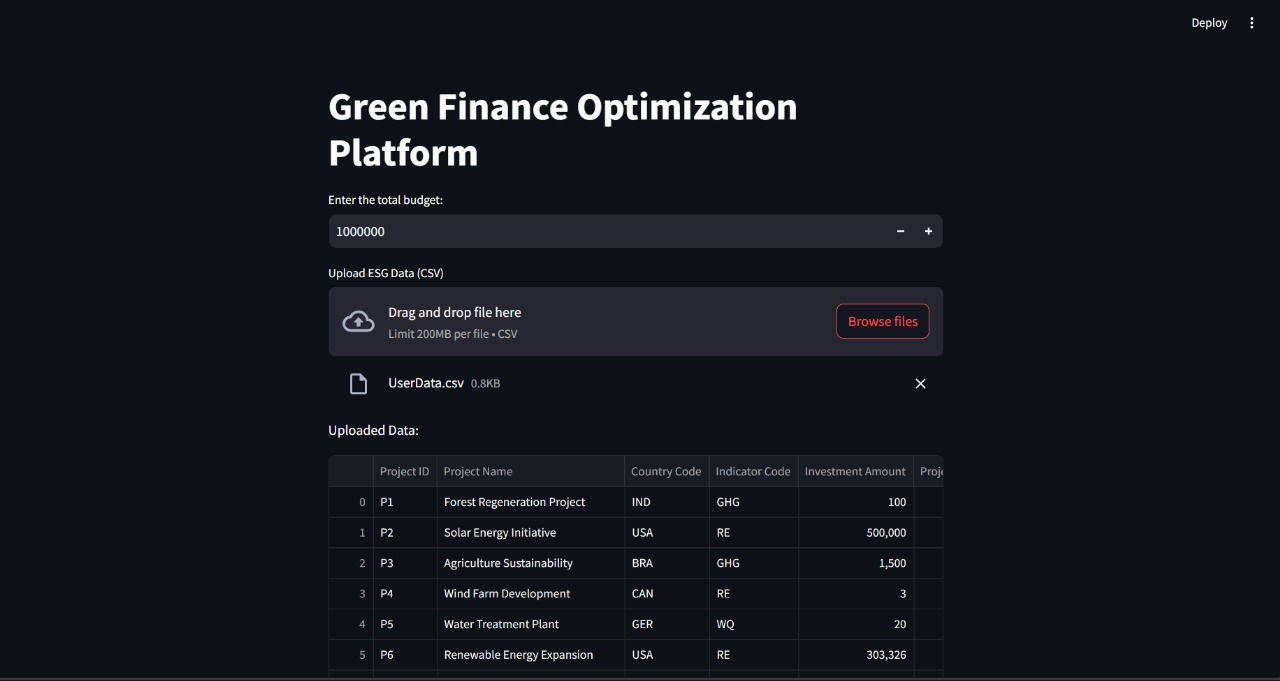 Deploy
Green Finance Optimization
Platform
Enter the total budget:
1000000
Upload ESG Data (CSV)
Drag and drop file here
Limit 200MB per file • CSV
Browse files
UserData.csv 0.8KB
Uploaded Data:
Project ID Project Name Country Code Indicator Code Investment Amount
0 P1 Forest Regeneration Project IND GHG 100
1 P2 Solar Energy Initiative USA RE 500,000
2 P3 Agriculture Sustainability BRA GHG 1,500
3 P4 Wind Farm Development CAN RE 3
4 P5 Water Treatment Plant GER WQ 20
5 P6 Renewable Energy Expansion USA RE 303,326